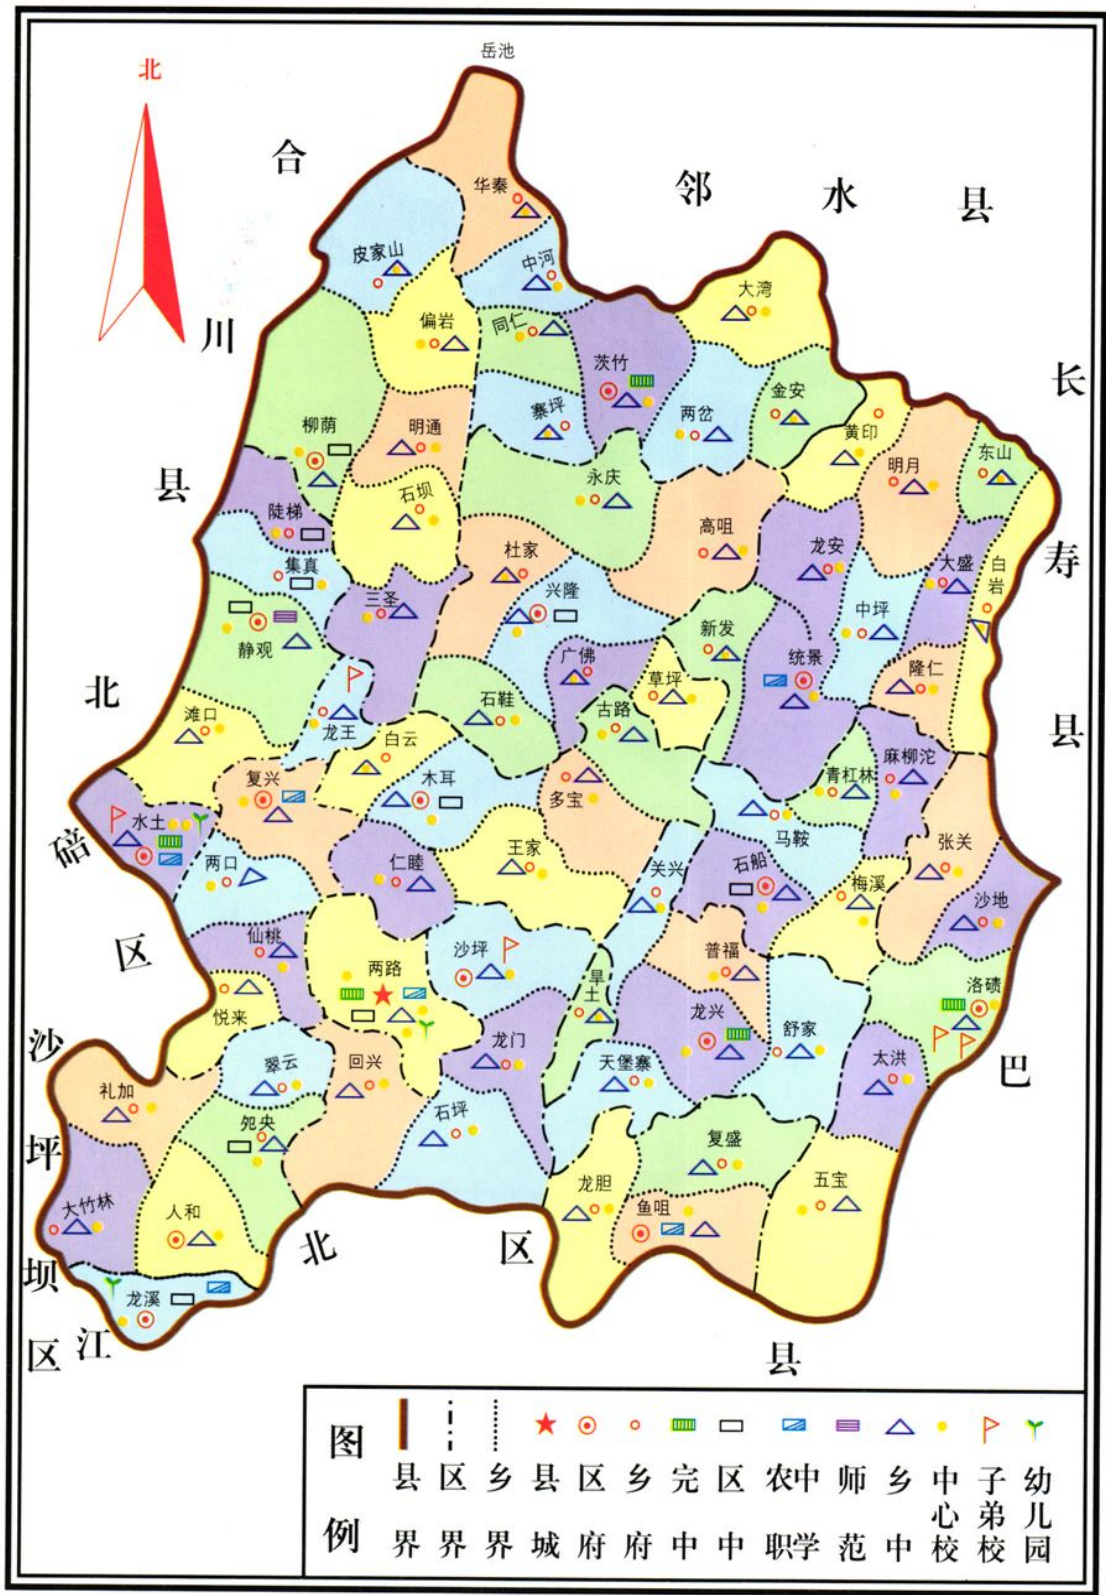 岳池
北
合川县
邻水县
长寿县
北碚区
沙坪坝区
江北区
巴县
华秦
皮家山
中河
大湾
偏岩
同仁
茨竹
金安
两岔
寨坪
柳荫
明通
黄印
东山
明月
永庆
石坝
陡梯
高咀
龙安
杜家
集真
大盛
白岩
兴隆
三圣
中坪
新发
静观
广佛
统景
隆仁
草坪
石鞋
古路
滩口
龙王
白云
麻柳沱
复兴
木耳
青杠林
多宝
水土
马鞍
张关
王家
两口
仁睦
关兴
石船
梅溪
沙地
仙桃
沙坪
普福
两路
旱土
洛碛
悦来
龙兴
舒家
龙门
翠云
回兴
天堡寨
太洪
礼加
石坪
夗央
复盛
五宝
龙胆
大竹林
人和
鱼咀
龙溪
图例
县界
区界
乡界
县城
区府
乡府
完中
区中
农职中学
师范
乡中
中心校
子弟校
幼儿园